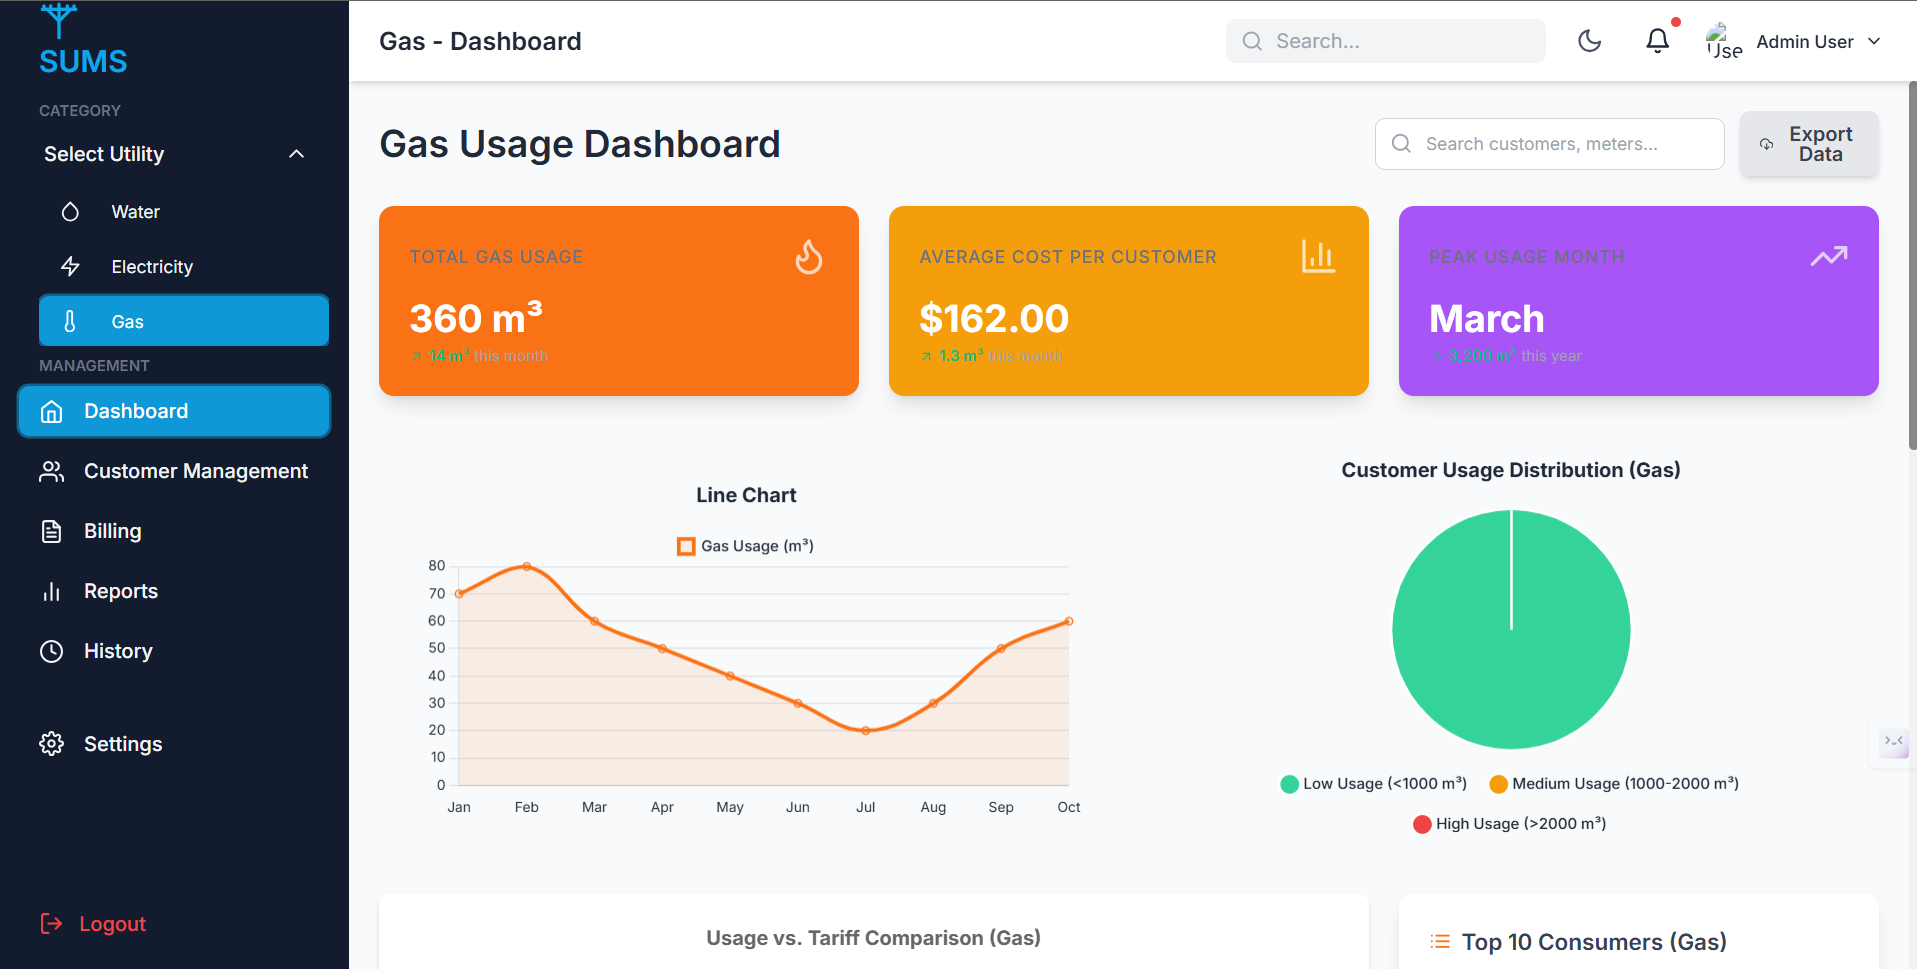 SUMS
CATEGORY
Select Utility
Water
Electricity
Gas
MANAGEMENT
Dashboard
Customer Management
Billing
Reports
History
Settings
Logout
Gas - Dashboard
Search...
Use
Admin User
Gas Usage Dashboard
Search customers, meters...
Export
Data
TOTAL GAS USAGE
360 m³
14 m³ this month
AVERAGE COST PER CUSTOMER
$162.00
1.3 m³ this month
PEAK USAGE MONTH
March
3,200 m³ this year
Line Chart
Gas Usage (m³)
80
70
60
50
40
30
20
10
0
Jan Feb Mar Apr May Jun Jul Aug Sep Oct
Customer Usage Distribution (Gas)
Low Usage (<1000 m³) Medium Usage (1000-2000 m³)
High Usage (>2000 m³)
Usage vs. Tariff Comparison (Gas)
Top 10 Consumers (Gas)